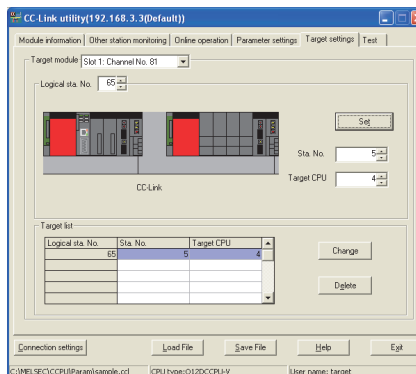 CC-Link utility(192.168.3.3(Default))
Module information Other station monitoring Online operation Parameter settings Target settings Test
Target module Slot 1: Channel No. 81
Logical sta. No. 65
Set
Sta. No. 5
Target CPU 4
CC-Link
Target list
Logical sta. No. Sta. No. Target CPU
65 5 4
Change
Delete
Connection settings Load File Save File Help Exit
C:\MELSEC\CCPU\Param\sample.ccl CPU type:Q12DCCPU-V User name: target